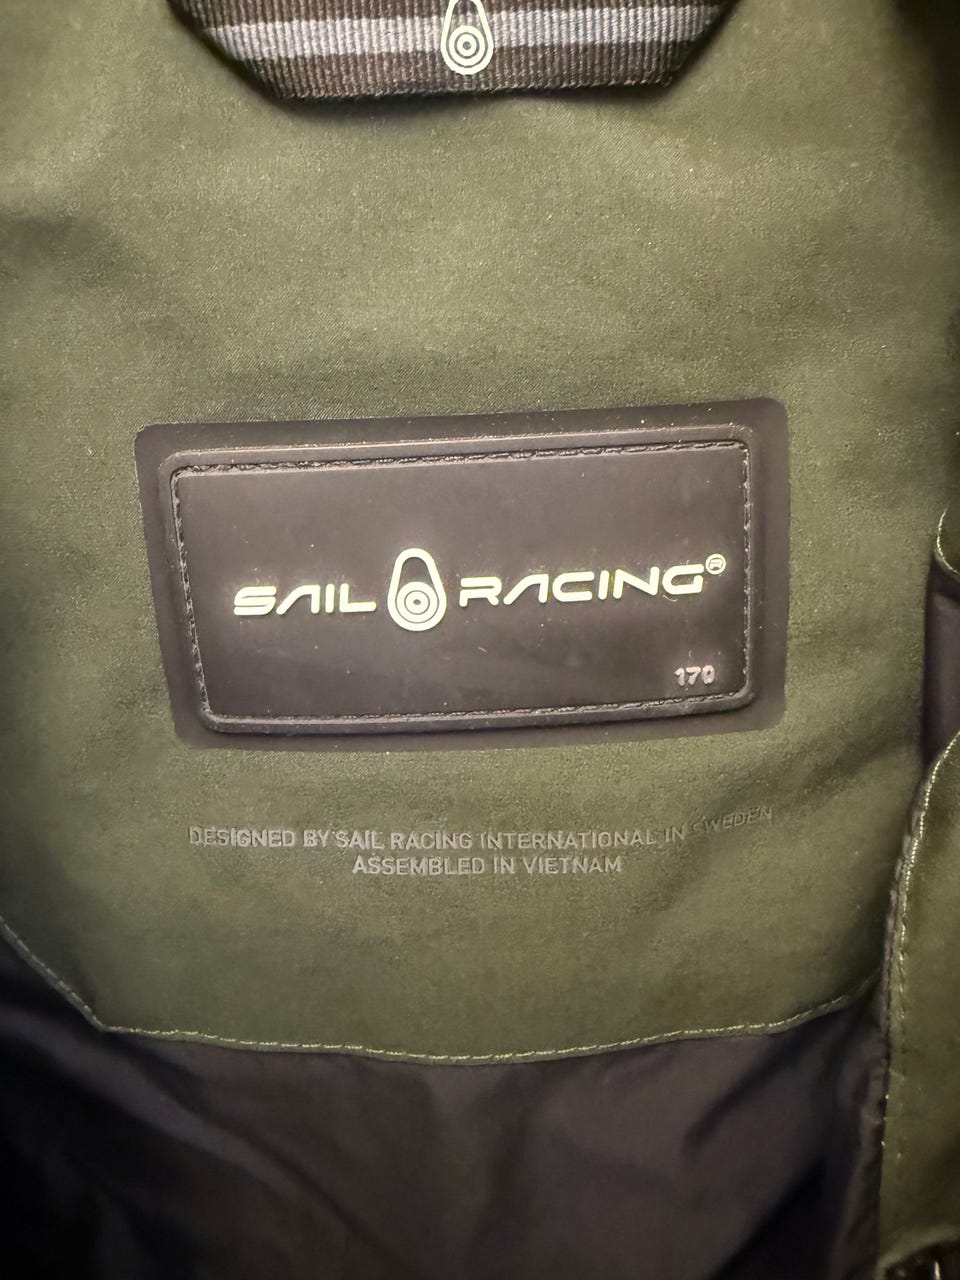 SAIL RACING®
170
DESIGNED BY SAIL RACING INTERNATIONAL IN SWEDEN
ASSEMBLED IN VIETNAM